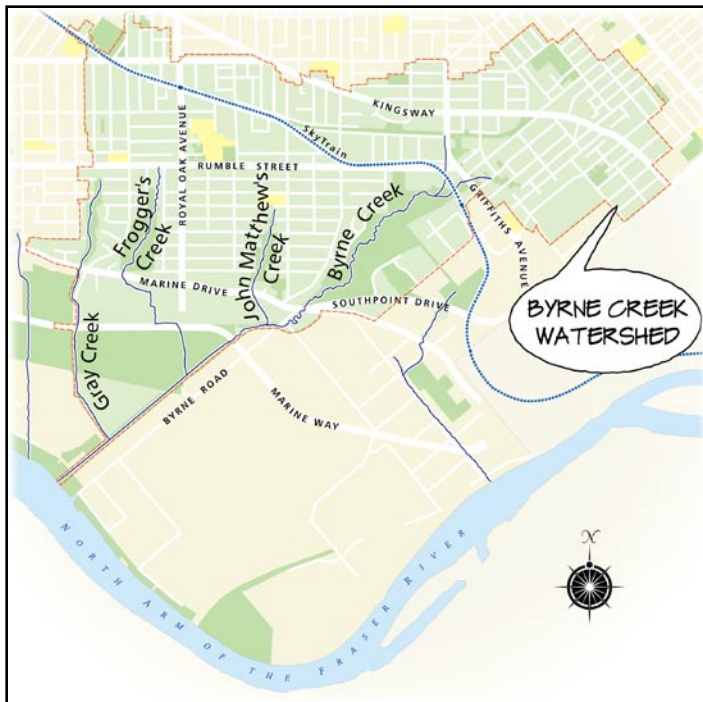 KINGSWAY
SkyTrain
ROYAL OAK AVENUE
RUMBLE STREET
Frogger's
Creek
John Matthew's
Creek
Byrne Creek
GRIFFITHS AVENUE
MARINE DRIVE
SOUTHPOINT DRIVE
BYRNE CREEK
WATERSHED
Gray Creek
BYRNE ROAD
MARINE WAY
NORTH ARM OF THE FRASER RIVER
N